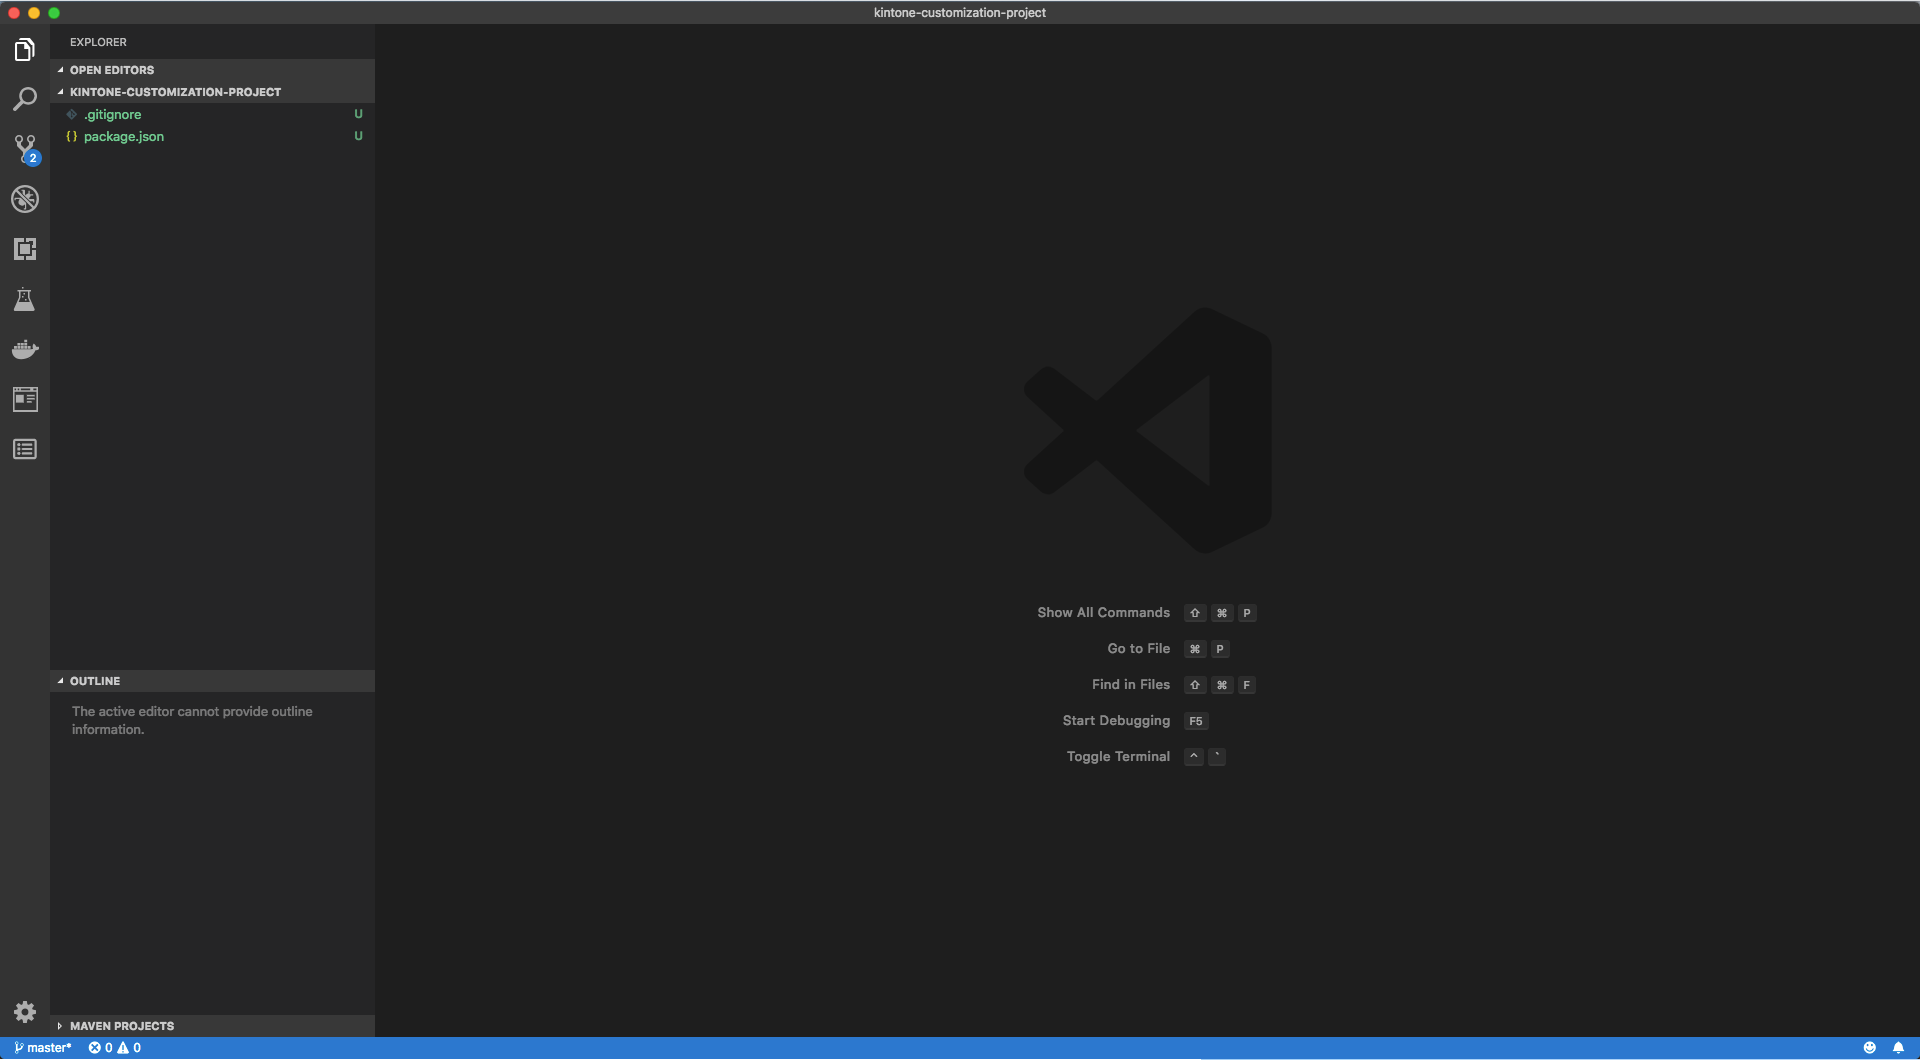 kintone-customization-project
EXPLORER
OPEN EDITORS
KINTONE-CUSTOMIZATION-PROJECT
.gitignore U
{} package.json U
2
Show All Commands ⇧ ⌘ P
Go to File ⌘ P
Find in Files ⇧ ⌘ F
Start Debugging F5
Toggle Terminal ^ `
OUTLINE
The active editor cannot provide outline
information.
MAVEN PROJECTS
master* 0 0